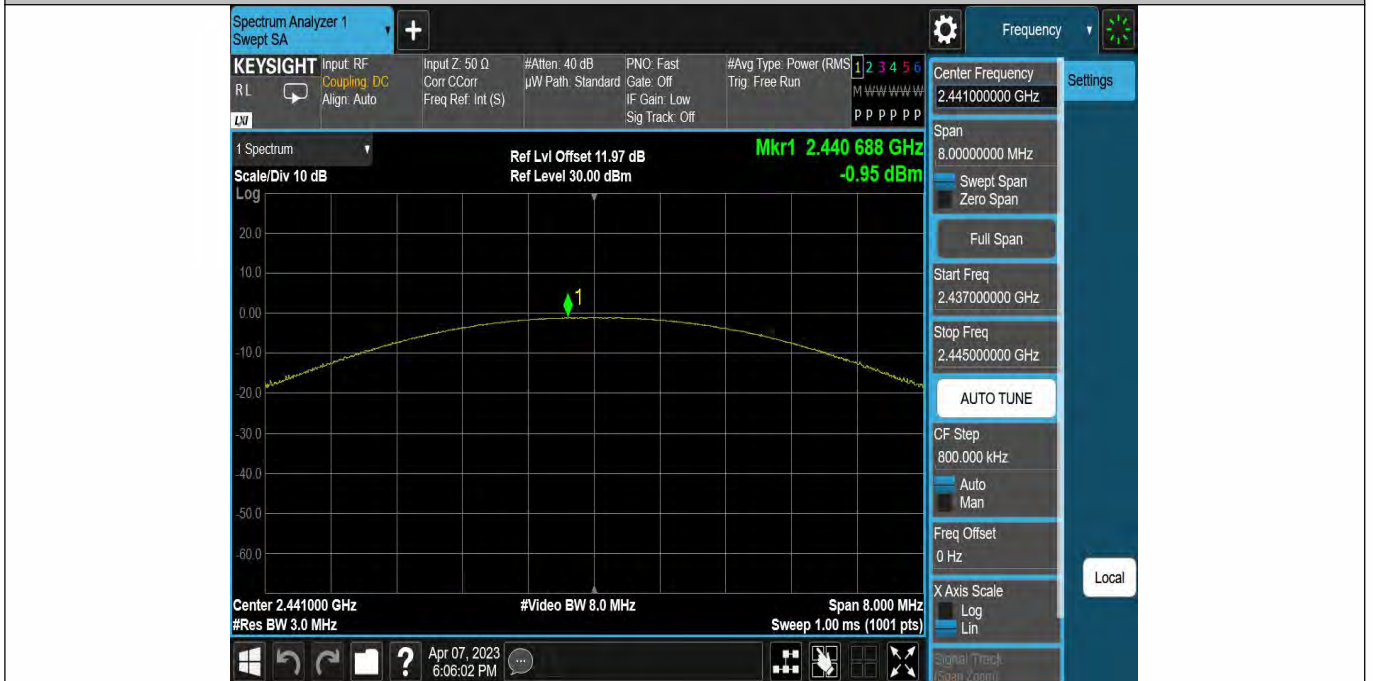 Spectrum Analyzer 1
Swept SA
+
Frequency
KEYSIGHT
RL
LXI
Input: RF
Coupling: DC
Align: Auto
Input Z: 50 Ω
Corr CCorr
Freq Ref: Int (S)
#Atten: 40 dB
µW Path: Standard
PNO: Fast
Gate: Off
IF Gain: Low
Sig Track: Off
#Avg Type: Power (RMS
Trig: Free Run
1 2 3 4 5 6
M W W W W W
P P P P P P
1 Spectrum
Scale/Div 10 dB
Ref Lvl Offset 11.97 dB
Ref Level 30.00 dBm
Mkr1 2.440 688 GHz
-0.95 dBm
Log
20.0
10.0
0.00
-10.0
-20.0
-30.0
-40.0
-50.0
-60.0
1
Center 2.441000 GHz
#Res BW 3.0 MHz
#Video BW 8.0 MHz
Span 8.000 MHz
Sweep 1.00 ms (1001 pts)
Apr 07, 2023
6:06:02 PM
?
Center Frequency
2.441000000 GHz
Settings
Span
8.00000000 MHz
Swept Span
Zero Span
Full Span
Start Freq
2.437000000 GHz
Stop Freq
2.445000000 GHz
AUTO TUNE
CF Step
800.000 kHz
Auto
Man
Freq Offset
0 Hz
X Axis Scale
Log
Lin
Local
Signal Track
(Span Zoom)